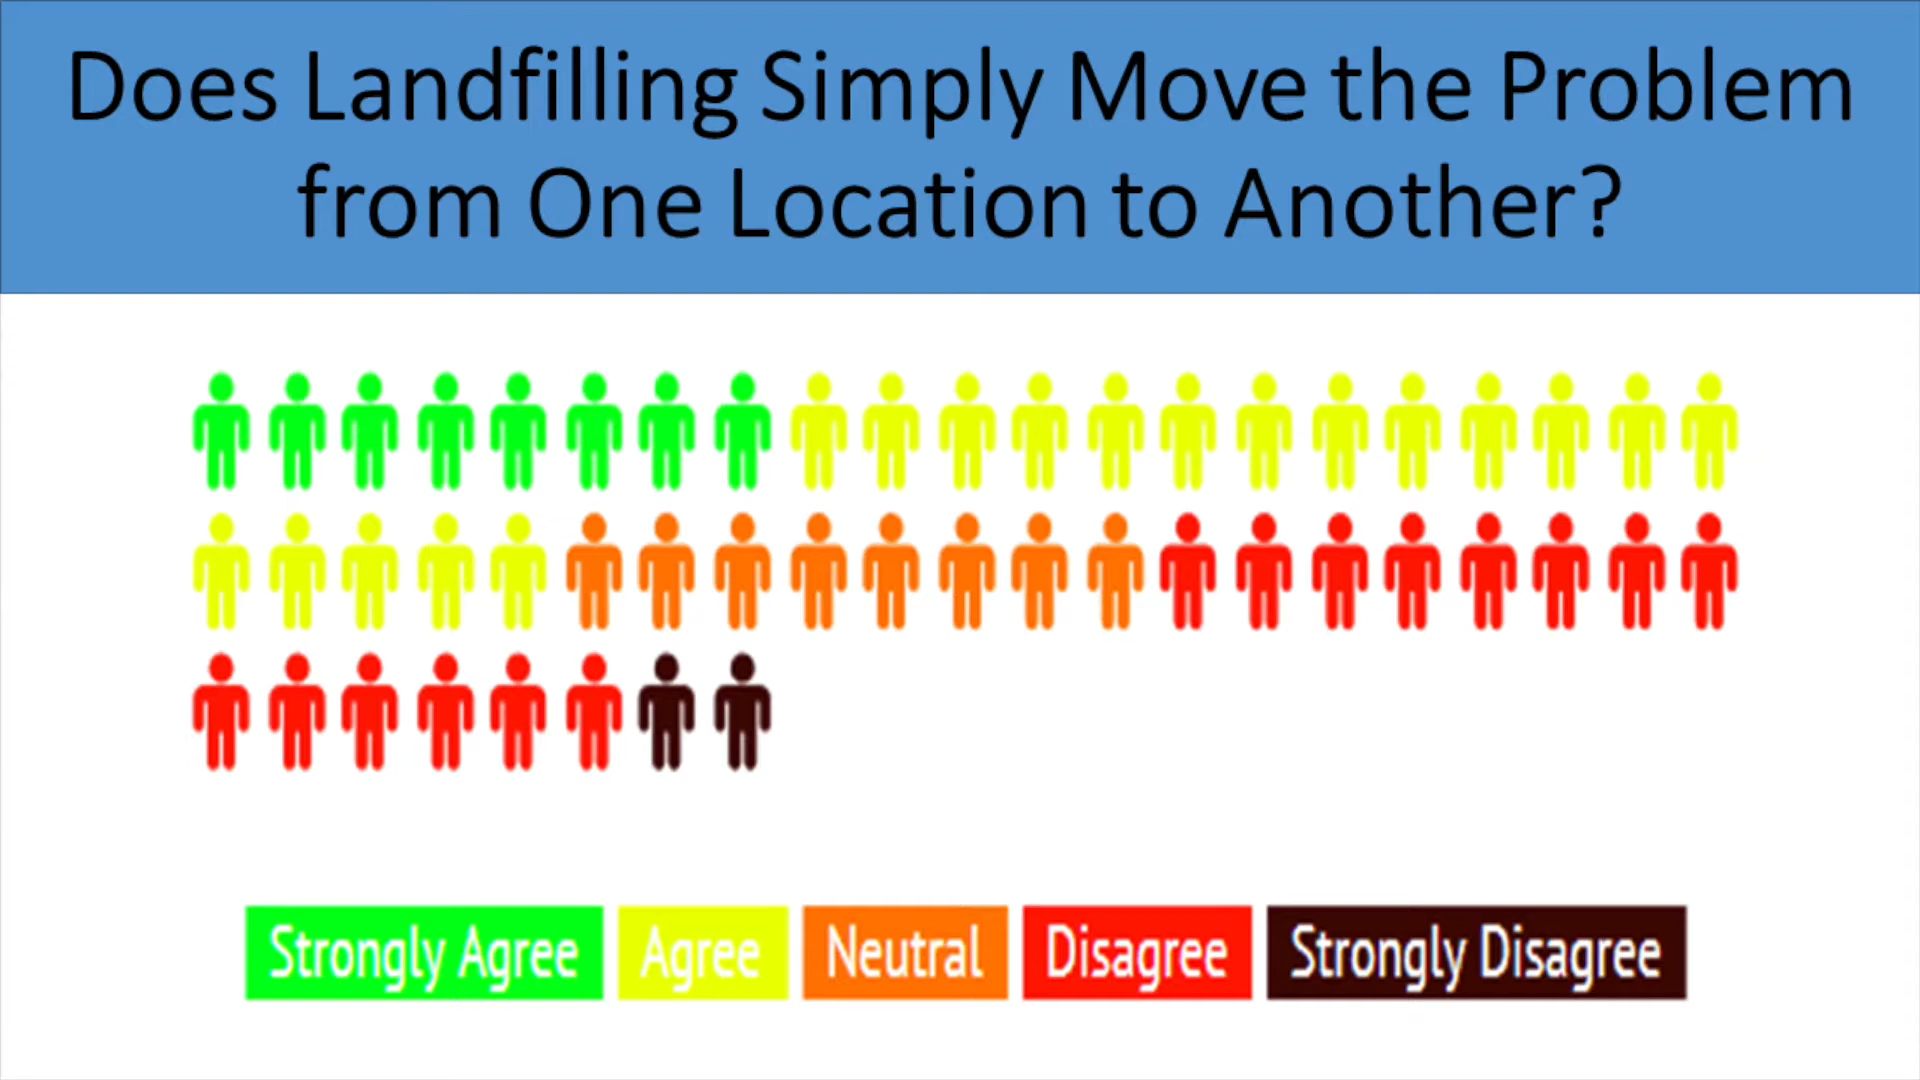 Does Landfilling Simply Move the Problem
from One Location to Another?
Strongly Agree Agree Neutral Disagree Strongly Disagree